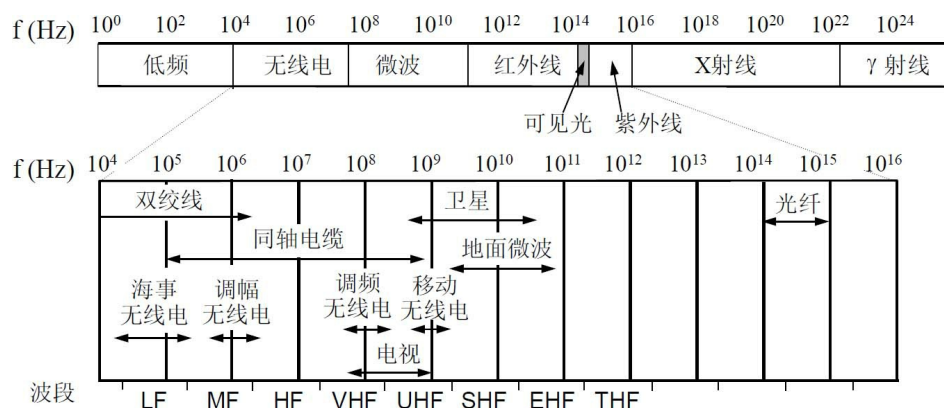 f (Hz) 10⁰ 10² 10⁴ 10⁶ 10⁸ 10¹⁰ 10¹² 10¹⁴ 10¹⁶ 10¹⁸ 10²⁰ 10²² 10²⁴
低频 无线电 微波 红外线 X射线 γ 射线
可见光 紫外线
f (Hz) 10⁴ 10⁵ 10⁶ 10⁷ 10⁸ 10⁹ 10¹⁰ 10¹¹ 10¹² 10¹³ 10¹⁴ 10¹⁵ 10¹⁶
双绞线 卫星 光纤
同轴电缆 地面微波
海事 调幅 调频 移动
无线电 无线电 无线电 无线电
电视
波段 LF MF HF VHF UHF SHF EHF THF